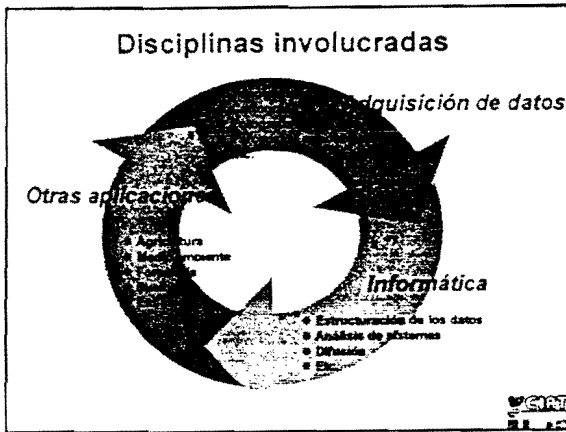 Disciplinas involucradas
Adquisición de datos
Otras aplicaciones
Agricultura
Medio ambiente
Informática
Estructuración de los datos
Análisis de sistemas
Difusión
Etc.
CIAT